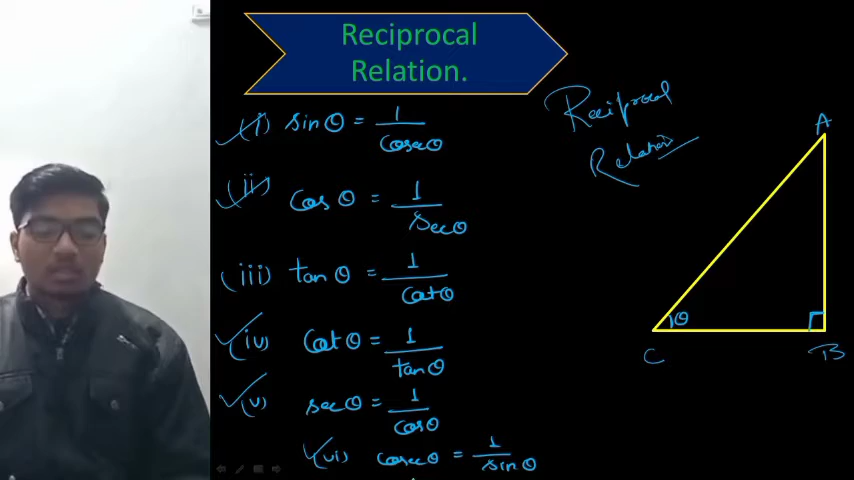 Reciprocal
Relation.
(i) sinθ = 1/cosecθ
(ii) cosθ = 1/secθ
(iii) tanθ = 1/cotθ
(iv) cotθ = 1/tanθ
(v) secθ = 1/cosθ
(vi) cosecθ = 1/sinθ
Reciprocal
Relation
A
θ
C
B